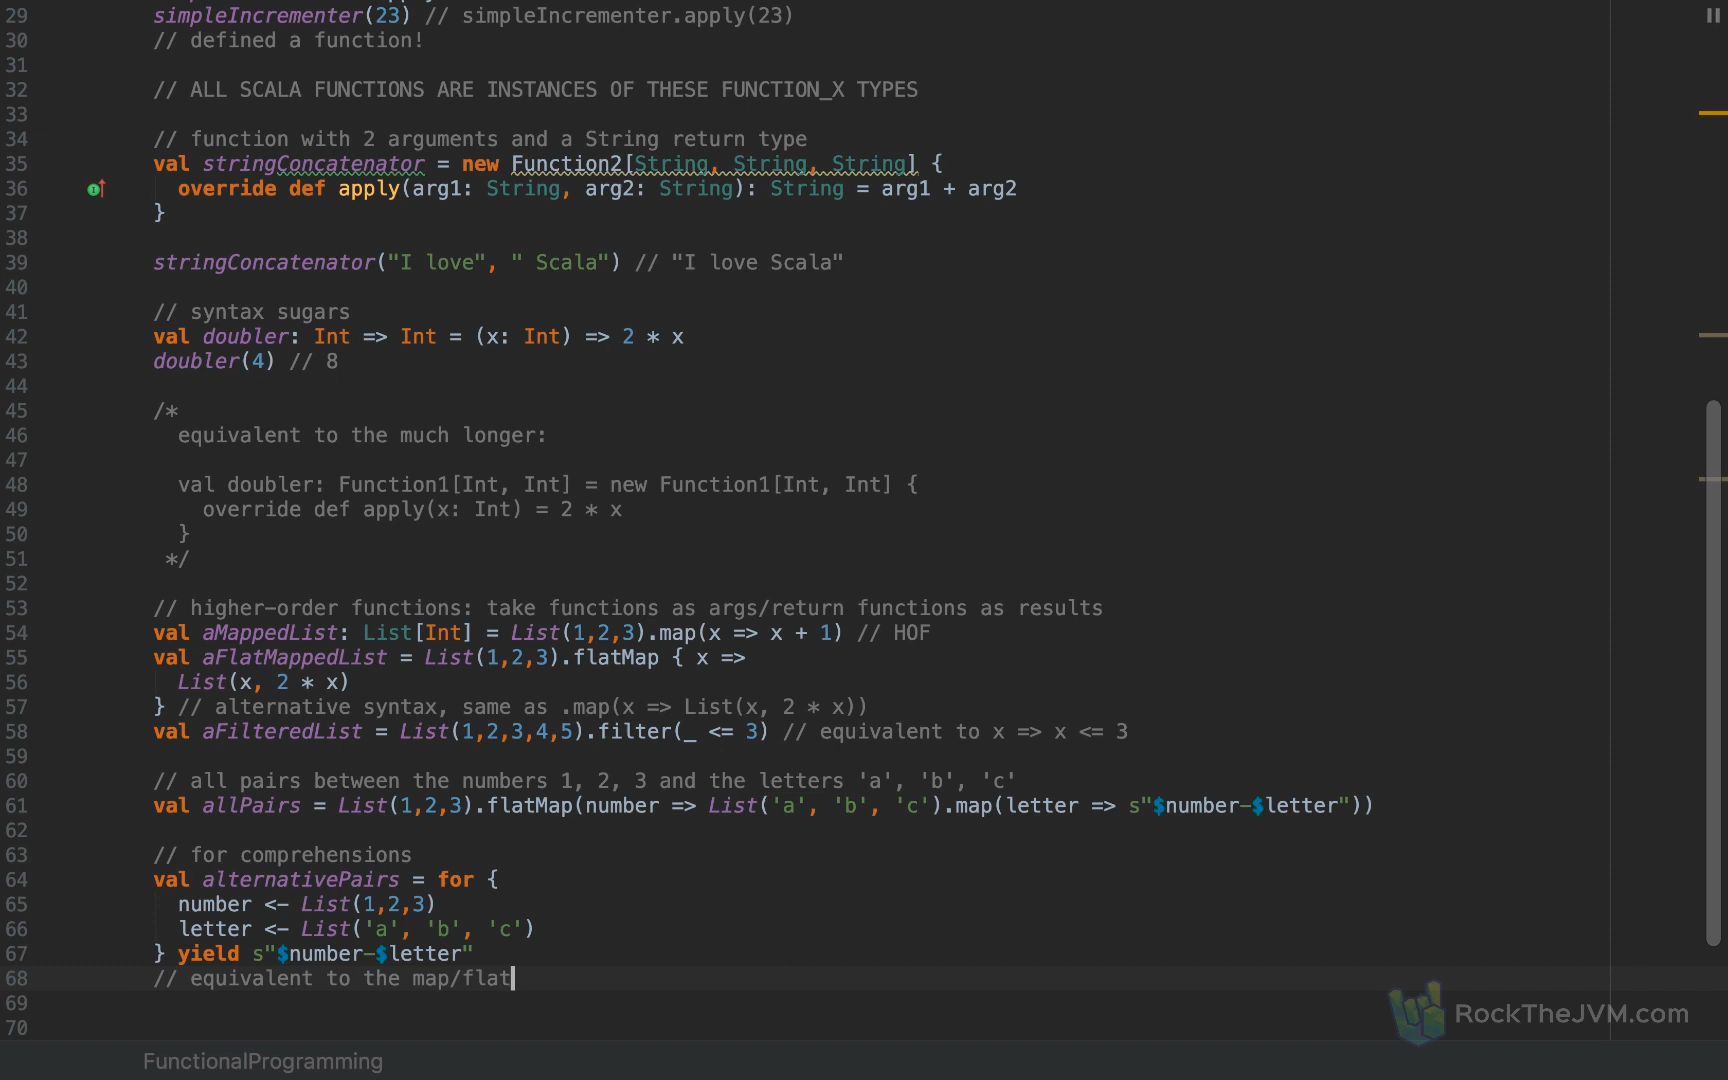 29 simpleIncrementer(23) // simpleIncrementer.apply(23)
30 // defined a function!
31
32 // ALL SCALA FUNCTIONS ARE INSTANCES OF THESE FUNCTION_X TYPES
33
34 // function with 2 arguments and a String return type
35 val stringConcatenator = new Function2[String, String, String] {
36   override def apply(arg1: String, arg2: String): String = arg1 + arg2
37 }
38
39 stringConcatenator("I love", " Scala") // "I love Scala"
40
41 // syntax sugars
42 val doubler: Int => Int = (x: Int) => 2 * x
43 doubler(4) // 8
44
45 /*
46   equivalent to the much longer:
47
48   val doubler: Function1[Int, Int] = new Function1[Int, Int] {
49     override def apply(x: Int) = 2 * x
50   }
51  */
52
53 // higher-order functions: take functions as args/return functions as results
54 val aMappedList: List[Int] = List(1,2,3).map(x => x + 1) // HOF
55 val aFlatMappedList = List(1,2,3).flatMap { x =>
56   List(x, 2 * x)
57 } // alternative syntax, same as .map(x => List(x, 2 * x))
58 val aFilteredList = List(1,2,3,4,5).filter(_ <= 3) // equivalent to x => x <= 3
59
60 // all pairs between the numbers 1, 2, 3 and the letters 'a', 'b', 'c'
61 val allPairs = List(1,2,3).flatMap(number => List('a', 'b', 'c').map(letter => s"$number-$letter"))
62
63 // for comprehensions
64 val alternativePairs = for {
65   number <- List(1,2,3)
66   letter <- List('a', 'b', 'c')
67 } yield s"$number-$letter"
68 // equivalent to the map/flat
69
70
RockTheJVM.com
FunctionalProgramming